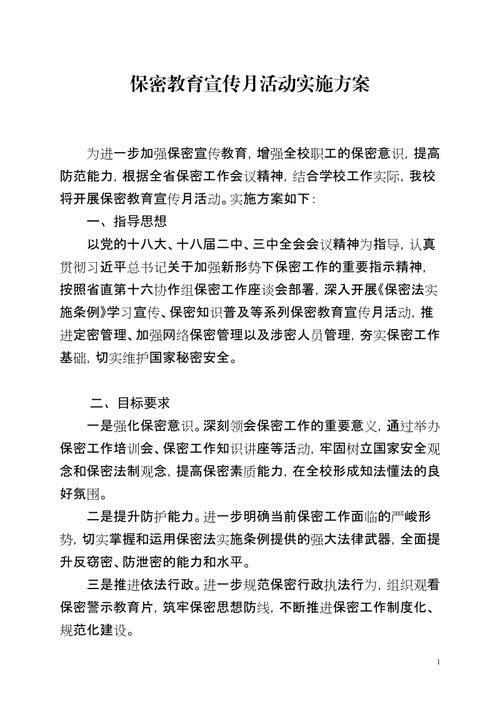 保密教育宣传月活动实施方案
为进一步加强保密宣传教育，增强全校职工的保密意识，提高
防范能力，根据全省保密工作会议精神，结合学校工作实际，我校
将开展保密教育宣传月活动。实施方案如下：
一、指导思想
以党的十八大、十八届二中、三中全会会议精神为指导，认真
贯彻习近平总书记关于加强新形势下保密工作的重要指示精神，
按照省直第十六协作组保密工作座谈会部署，深入开展《保密法实
施条例》学习宣传、保密知识普及等系列保密教育宣传月活动，推
进定密管理、加强网络保密管理以及涉密人员管理，夯实保密工作
基础，切实维护国家秘密安全。
二、目标要求
一是强化保密意识。深刻领会保密工作的重要意义，通过举办
保密工作培训会、保密工作知识讲座等活动，牢固树立国家安全观
念和保密法制观念，提高保密素质能力，在全校形成知法懂法的良
好氛围。
二是提升防护能力。进一步明确当前保密工作面临的严峻形
势，切实掌握和运用保密法实施条例提供的强大法律武器，全面提
升反窃密、防泄密的能力和水平。
三是推进依法行政。进一步规范保密行政执法行为，组织观看
保密警示教育片，筑牢保密思想防线，不断推进保密工作制度化、
规范化建设。
1